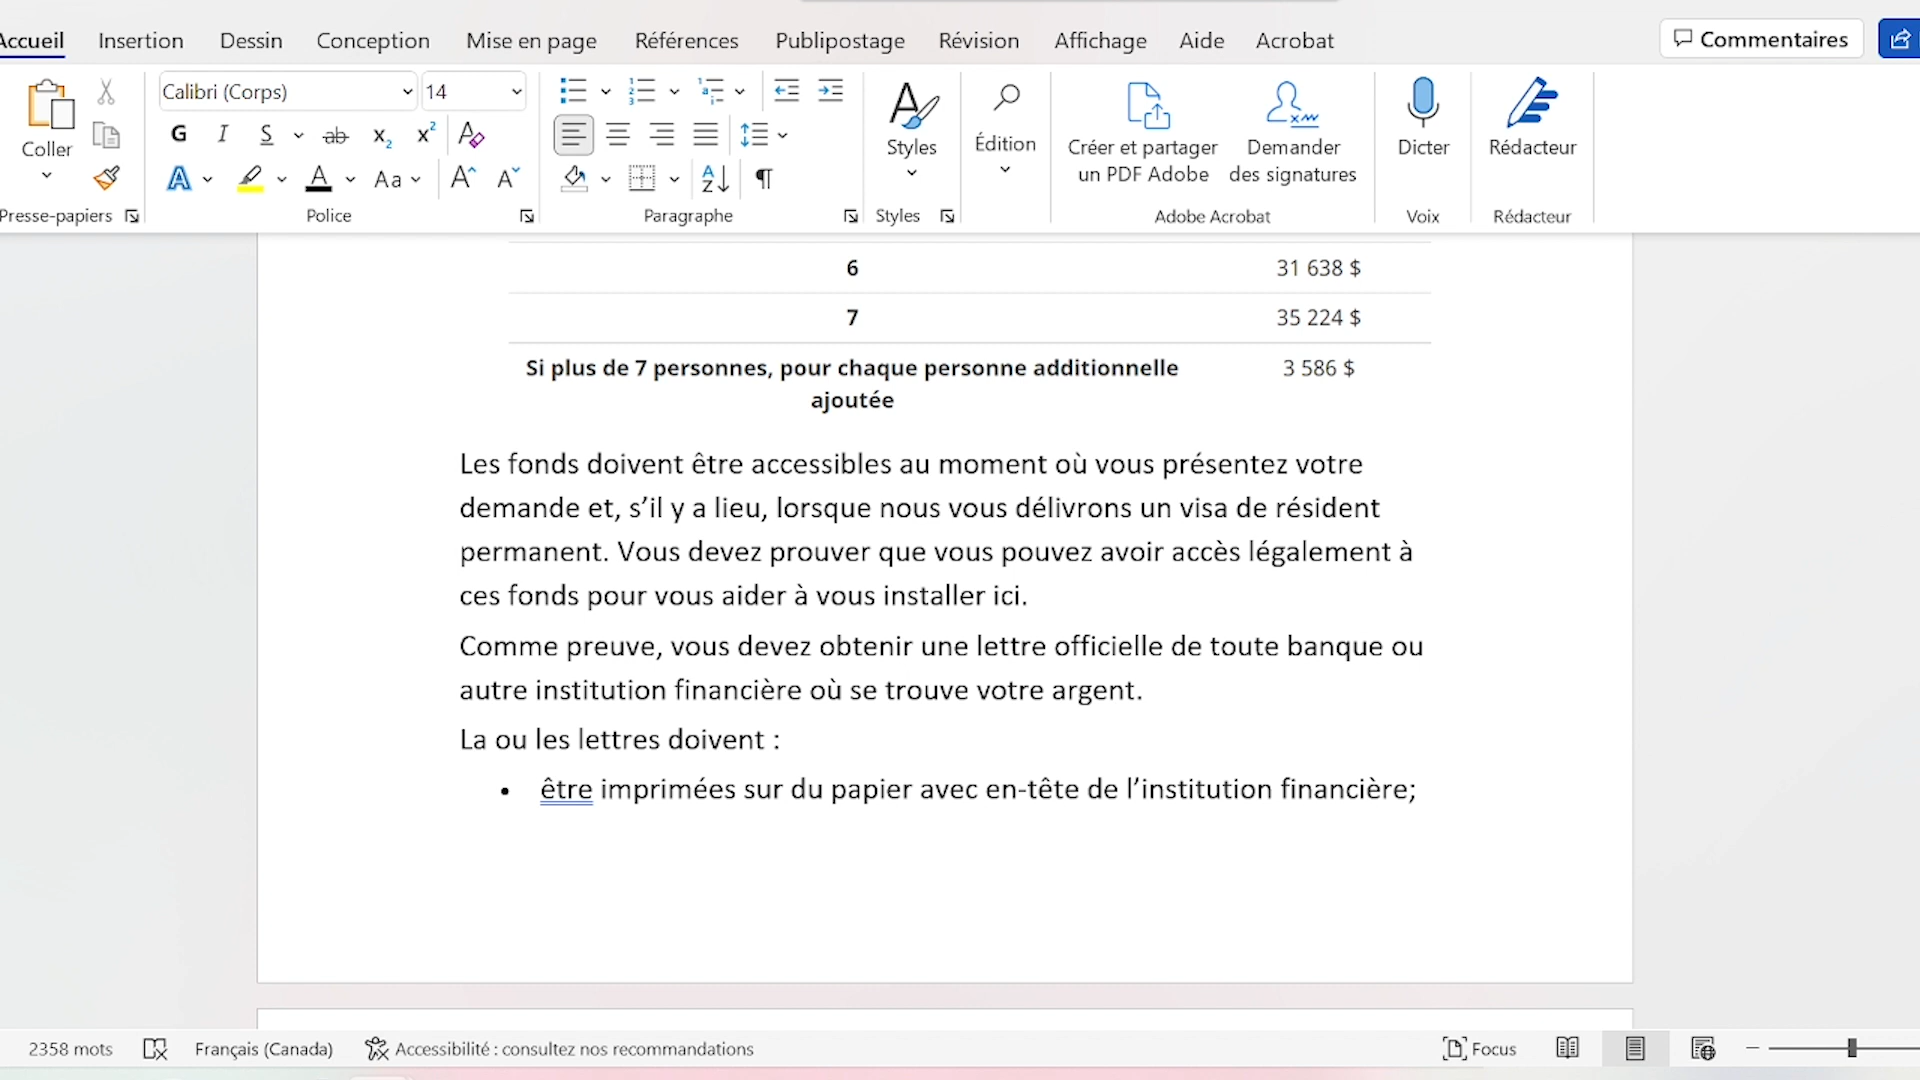 Accueil Insertion Dessin Conception Mise en page Références Publipostage Révision Affichage Aide Acrobat Commentaires
Calibri (Corps) 14
G I S ab x₂ x² A
Coller Styles Édition Créer et partager Demander Dicter Rédacteur
un PDF Adobe des signatures
A A Aa A A A Z ¶
Presse-papiers Police Paragraphe Styles Adobe Acrobat Voix Rédacteur
6 31 638 $
7 35 224 $
Si plus de 7 personnes, pour chaque personne additionnelle 3 586 $
ajoutée
Les fonds doivent être accessibles au moment où vous présentez votre
demande et, s’il y a lieu, lorsque nous vous délivrons un visa de résident
permanent. Vous devez prouver que vous pouvez avoir accès légalement à
ces fonds pour vous aider à vous installer ici.
Comme preuve, vous devez obtenir une lettre officielle de toute banque ou
autre institution financière où se trouve votre argent.
La ou les lettres doivent :
• être imprimées sur du papier avec en-tête de l’institution financière;
2358 mots Français (Canada) Accessibilité : consultez nos recommandations Focus